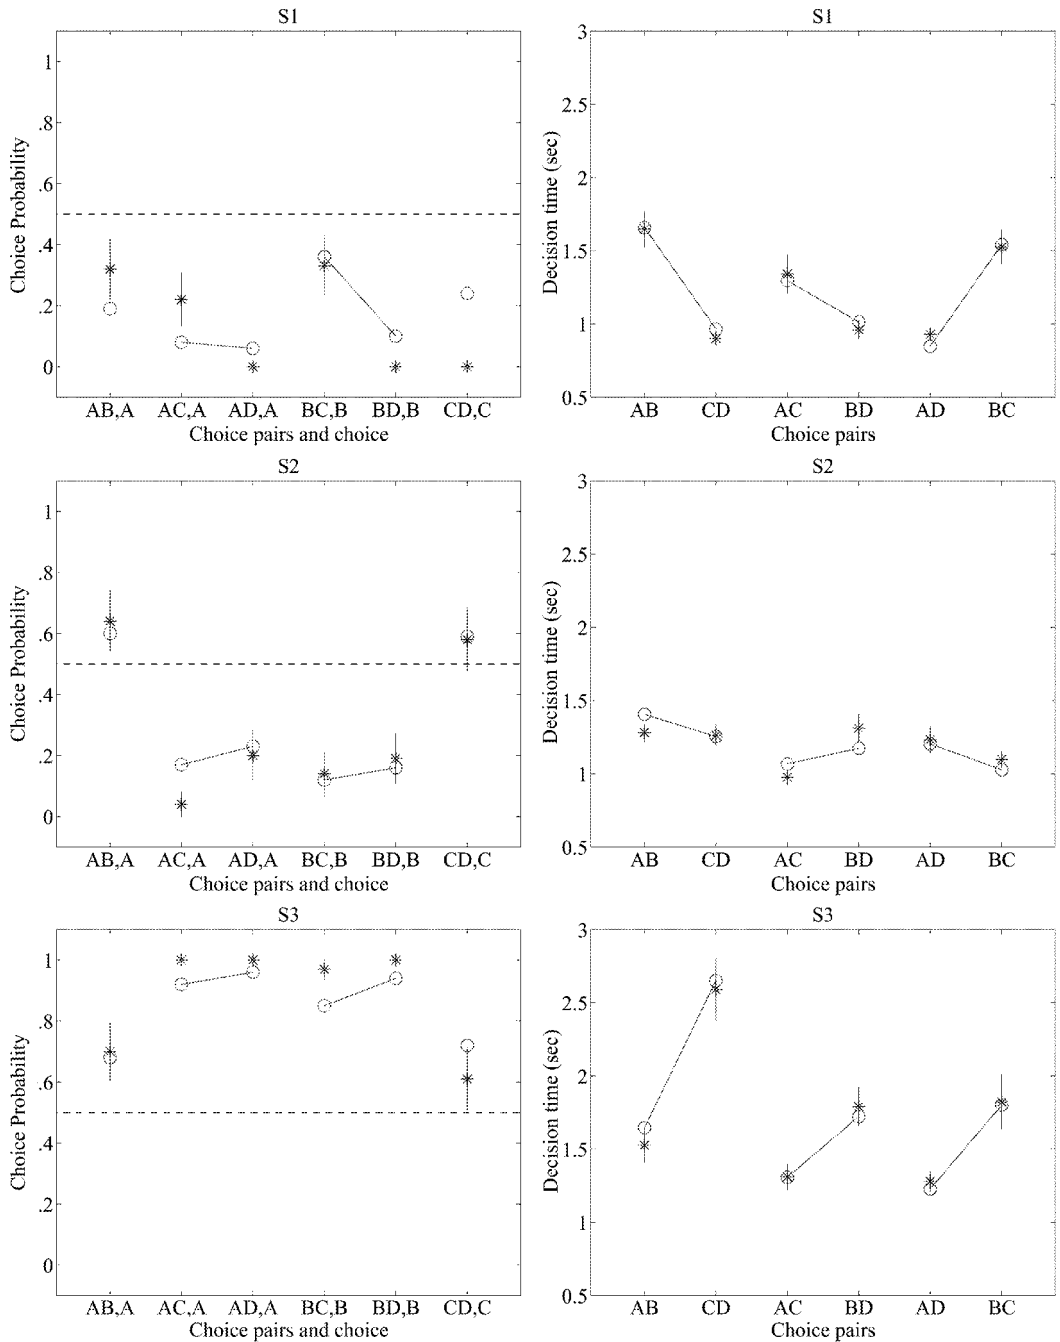 S1
1
.8
.6
.4
.2
0
Choice Probability
AB,A AC,A AD,A BC,B BD,B CD,C
Choice pairs and choice
S1
3
2.5
2
1.5
1
0.5
Decision time (sec)
AB CD AC BD AD BC
Choice pairs
S2
1
.8
.6
.4
.2
0
Choice Probability
AB,A AC,A AD,A BC,B BD,B CD,C
Choice pairs and choice
S2
3
2.5
2
1.5
1
0.5
Decision time (sec)
AB CD AC BD AD BC
Choice pairs
S3
1
.8
.6
.4
.2
0
Choice Probability
AB,A AC,A AD,A BC,B BD,B CD,C
Choice pairs and choice
S3
3
2.5
2
1.5
1
0.5
Decision time (sec)
AB CD AC BD AD BC
Choice pairs